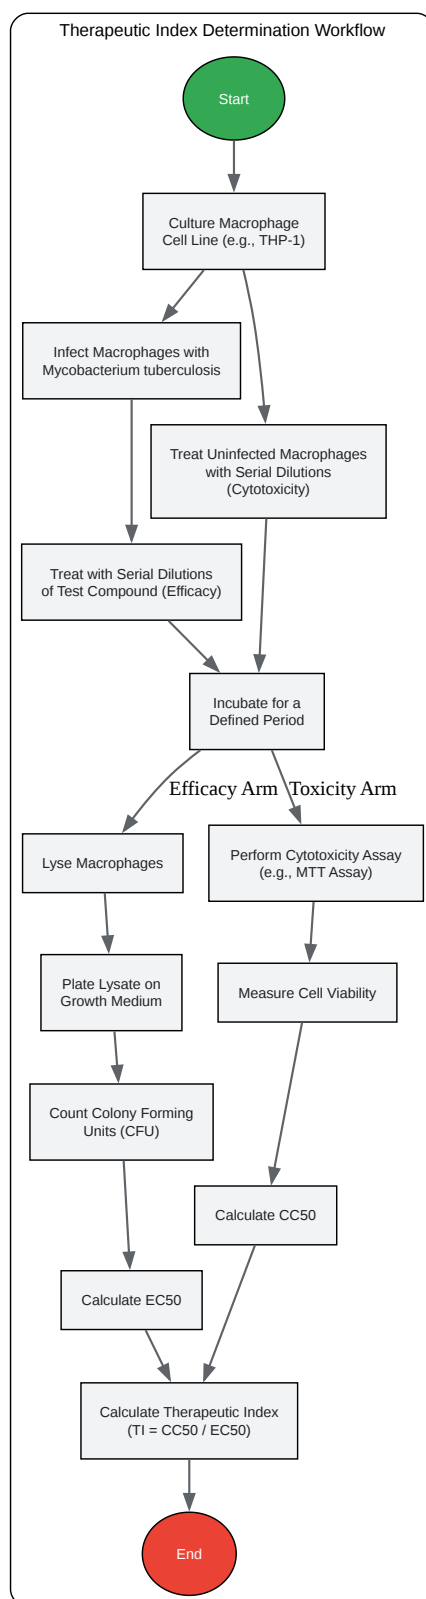 Therapeutic Index Determination Workflow
Start
Culture Macrophage
Cell Line (e.g., THP-1)
Infect Macrophages with
Mycobacterium tuberculosis
Treat Uninfected Macrophages
with Serial Dilutions
(Cytotoxicity)
Treat with Serial Dilutions
of Test Compound (Efficacy)
Incubate for a
Defined Period
Efficacy Arm
Toxicity Arm
Lyse Macrophages
Perform Cytotoxicity Assay
(e.g., MTT Assay)
Plate Lysate on
Growth Medium
Measure Cell Viability
Count Colony Forming
Units (CFU)
Calculate CC50
Calculate EC50
Calculate Therapeutic Index
(TI = CC50 / EC50)
End